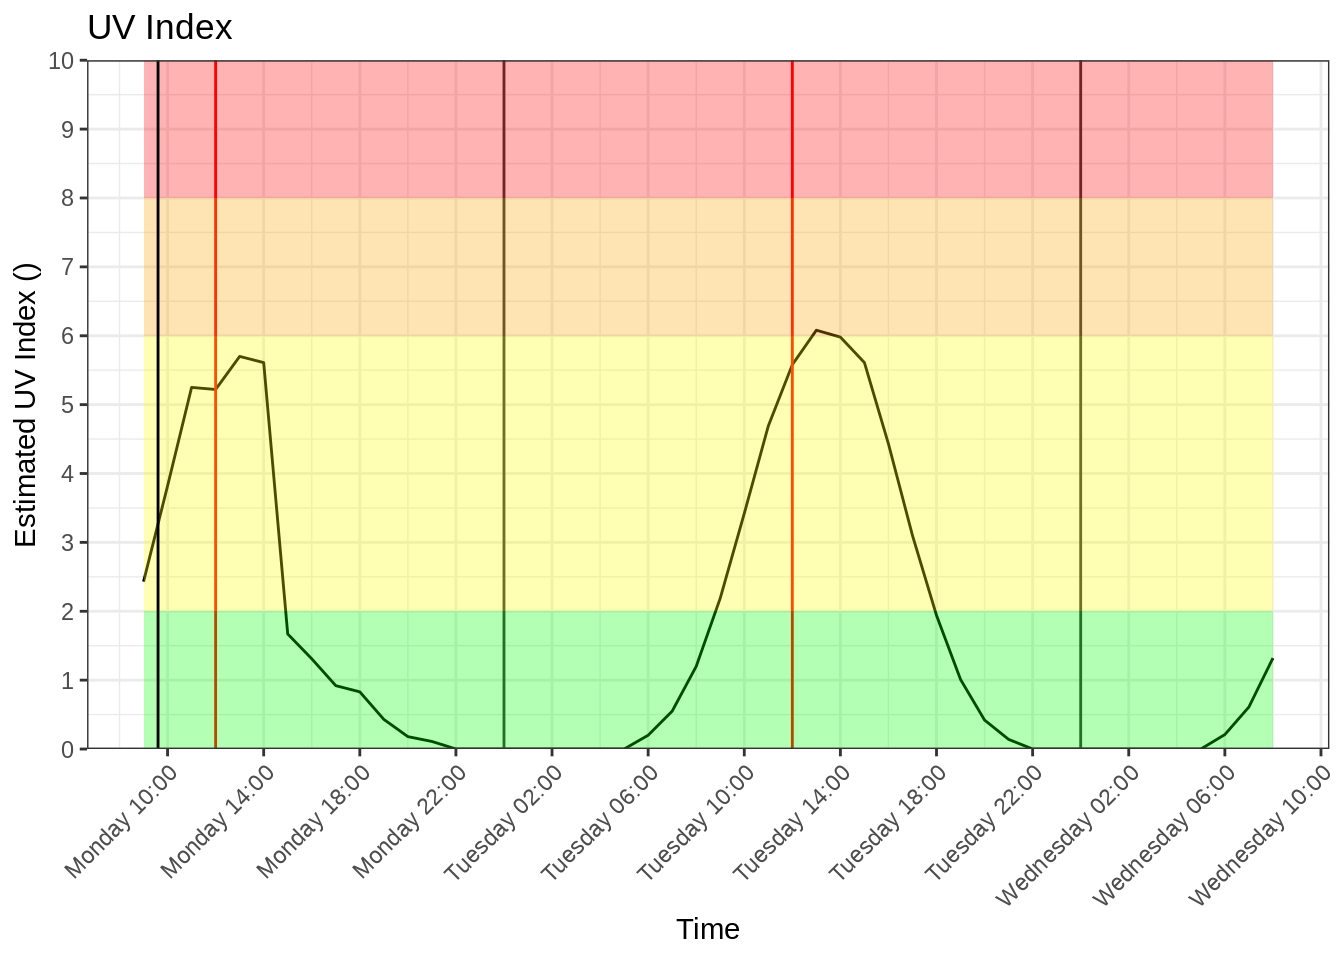 UV Index
Estimated UV Index ()
10
9
8
7
6
5
4
3
2
1
0
Monday 10:00
Monday 14:00
Monday 18:00
Monday 22:00
Tuesday 02:00
Tuesday 06:00
Tuesday 10:00
Tuesday 14:00
Tuesday 18:00
Tuesday 22:00
Wednesday 02:00
Wednesday 06:00
Wednesday 10:00
Time